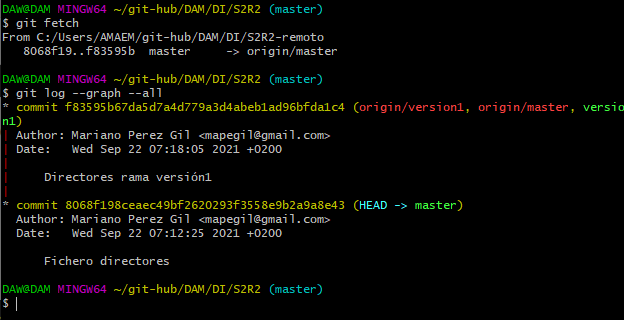 DAW@DAM MINGW64 ~/git-hub/DAM/DI/S2R2 (master)
$ git fetch
From C:/Users/AMAEM/git-hub/DAM/DI/S2R2-remoto
   8068f19..f83595b  master     -> origin/master

DAW@DAM MINGW64 ~/git-hub/DAM/DI/S2R2 (master)
$ git log --graph --all
* commit f83595b67da5d7a4d779a3d4abeb1ad96bfda1c4 (origin/version1, origin/master, versio
n1)
| Author: Mariano Perez Gil <mapegil@gmail.com>
| Date:   Wed Sep 22 07:18:05 2021 +0200
|
|     Directores rama versión1
|
* commit 8068f198ceaec49bf2620293f3558e9b2a9a8e43 (HEAD -> master)
  Author: Mariano Perez Gil <mapegil@gmail.com>
  Date:   Wed Sep 22 07:12:25 2021 +0200

      Fichero directores

DAW@DAM MINGW64 ~/git-hub/DAM/DI/S2R2 (master)
$